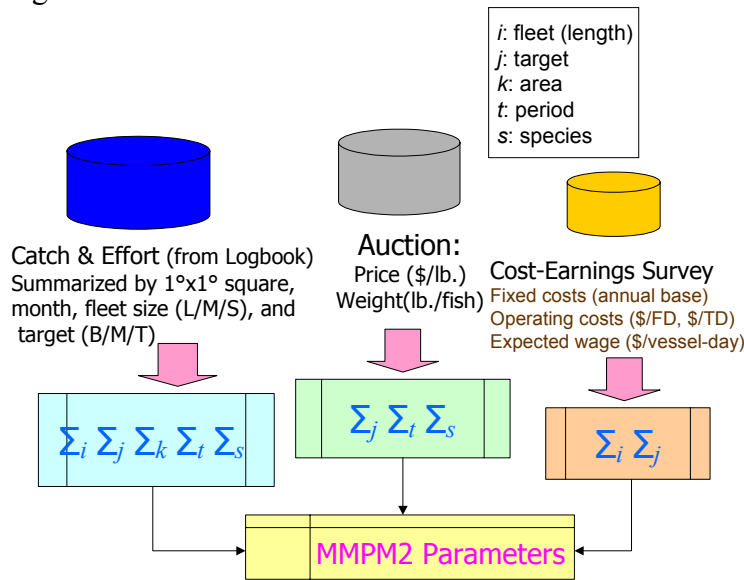 i: fleet (length)
j: target
k: area
t: period
s: species
Catch & Effort (from Logbook)
Summarized by 1°x1° square,
month, fleet size (L/M/S), and
target (B/M/T)
Auction:
Price ($/lb.)
Weight(lb./fish)
Cost-Earnings Survey
Fixed costs (annual base)
Operating costs ($/FD, $/TD)
Expected wage ($/vessel-day)
Σi Σj Σk Σt Σs
Σj Σt Σs
Σi Σj
MMPM2 Parameters